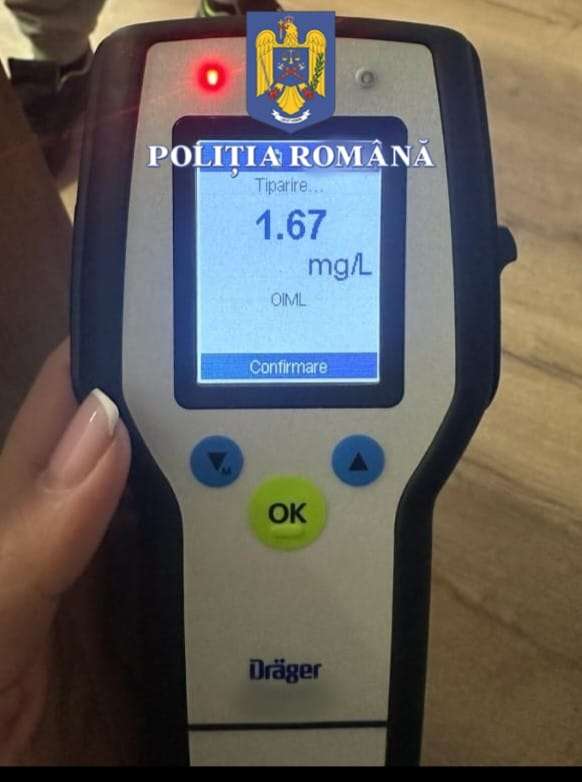 POLIȚIA ROMÂNĂ
Tiparire...
1.67
mg/L
OIML
Confirmare
M
OK
Dräger